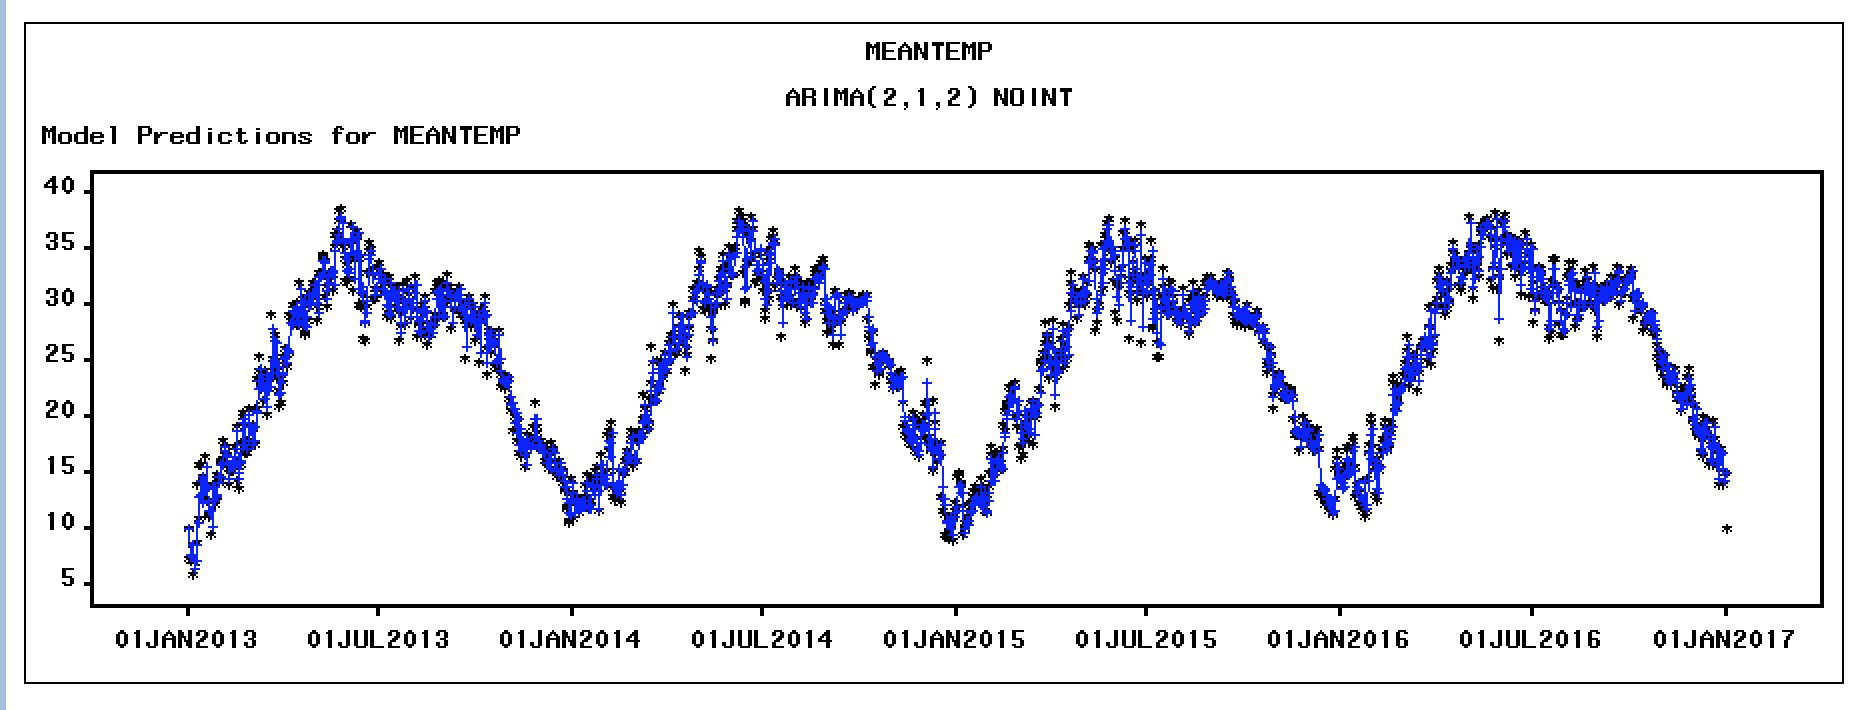 MEANTEMP
ARIMA(2,1,2) NOINT
Model Predictions for MEANTEMP
40
35
30
25
20
15
10
5
01JAN2013 01JUL2013 01JAN2014 01JUL2014 01JAN2015 01JUL2015 01JAN2016 01JUL2016 01JAN2017